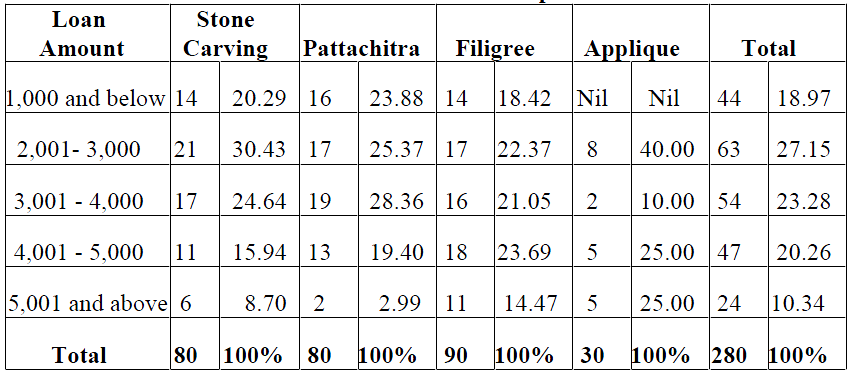 Loan Amount Stone Carving Pattachitra Filigree Applique Total
1,000 and below 14 20.29 16 23.88 14 18.42 Nil Nil 44 18.97
2,001- 3,000 21 30.43 17 25.37 17 22.37 8 40.00 63 27.15
3,001 - 4,000 17 24.64 19 28.36 16 21.05 2 10.00 54 23.28
4,001 - 5,000 11 15.94 13 19.40 18 23.69 5 25.00 47 20.26
5,001 and above 6 8.70 2 2.99 11 14.47 5 25.00 24 10.34
Total 80 100% 80 100% 90 100% 30 100% 280 100%